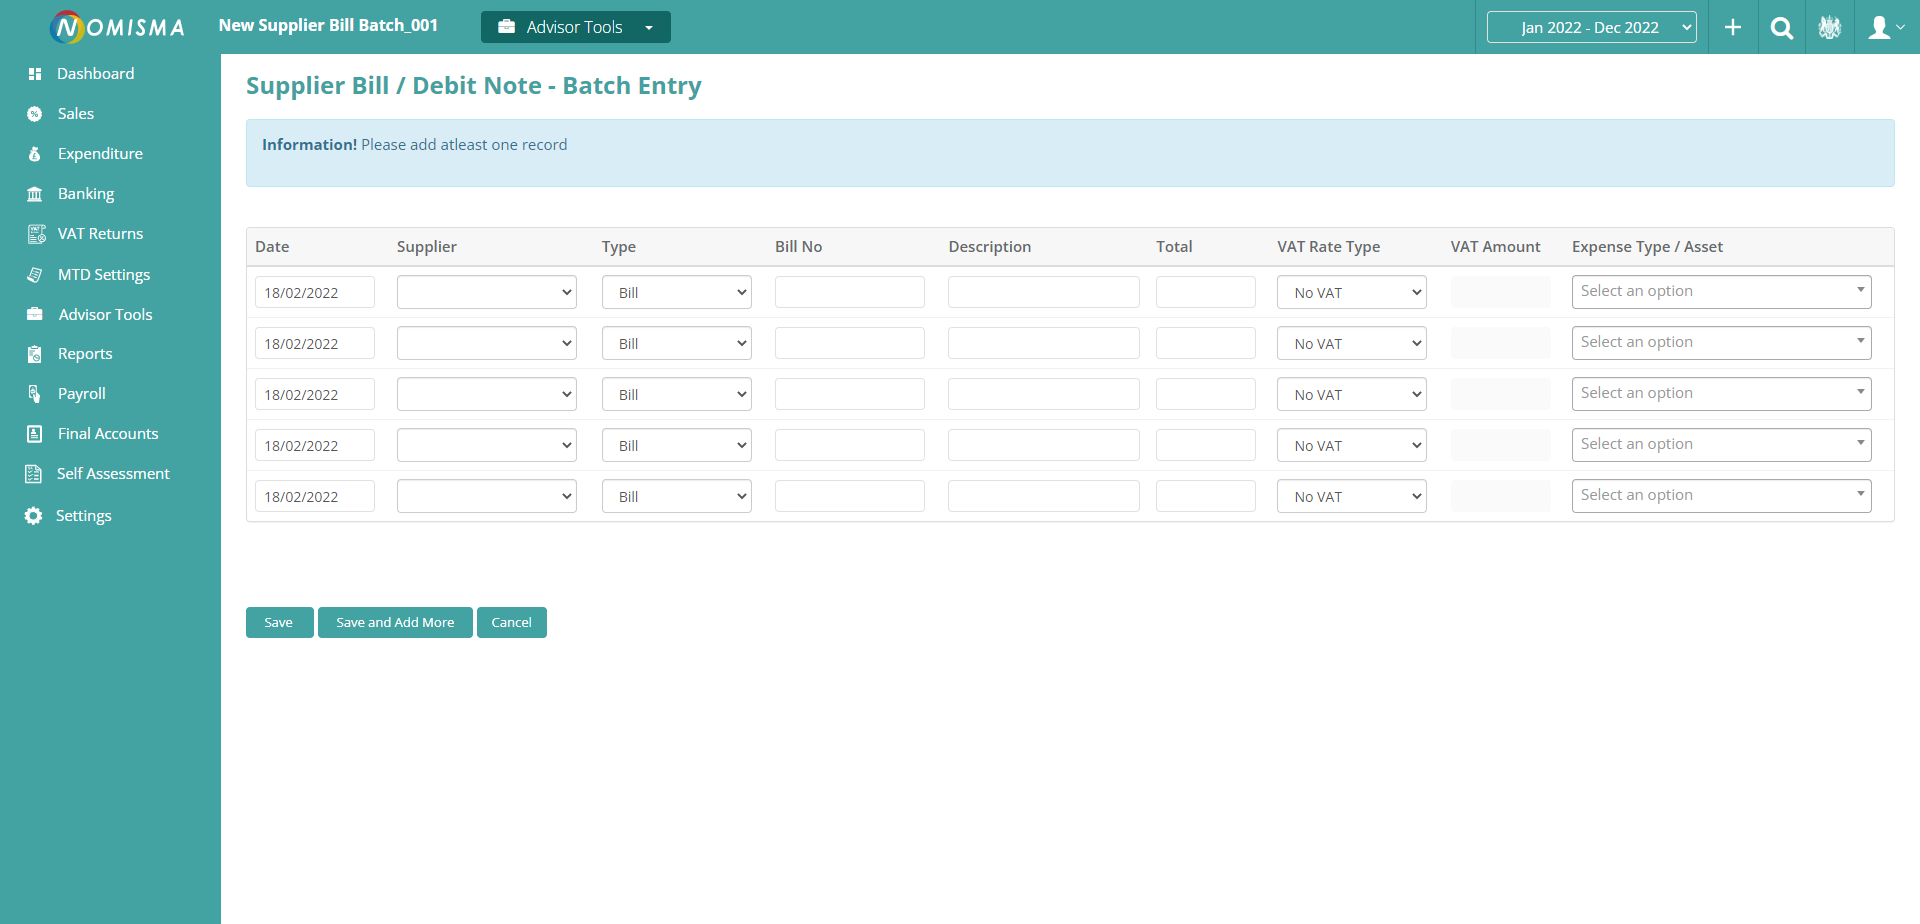 NOMISMA New Supplier Bill Batch_001 Advisor Tools Jan 2022 - Dec 2022
Dashboard
Sales
Expenditure
Banking
VAT Returns
MTD Settings
Advisor Tools
Reports
Payroll
Final Accounts
Self Assessment
Settings
Supplier Bill / Debit Note - Batch Entry
Information! Please add atleast one record
Date Supplier Type Bill No Description Total VAT Rate Type VAT Amount Expense Type / Asset
18/02/2022 Bill No VAT Select an option
18/02/2022 Bill No VAT Select an option
18/02/2022 Bill No VAT Select an option
18/02/2022 Bill No VAT Select an option
18/02/2022 Bill No VAT Select an option
Save Save and Add More Cancel